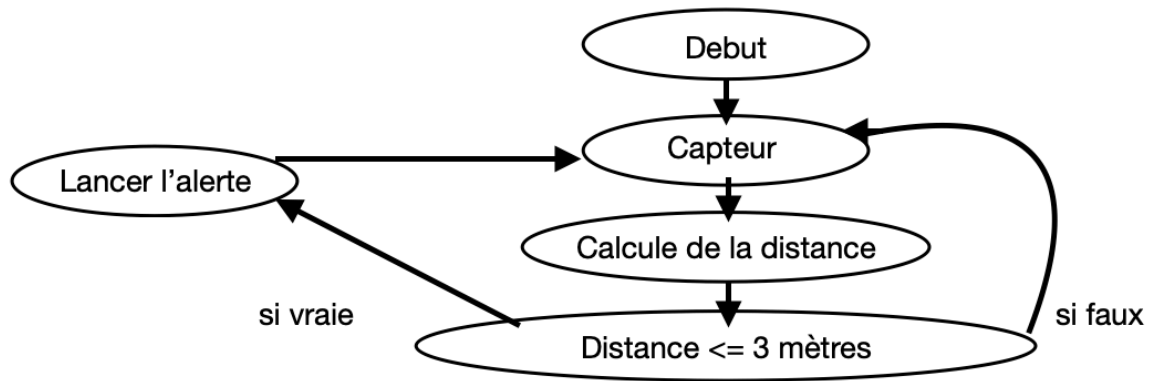 Debut
Capteur
Lancer l’alerte
Calcule de la distance
si vraie
si faux
Distance <= 3 mètres